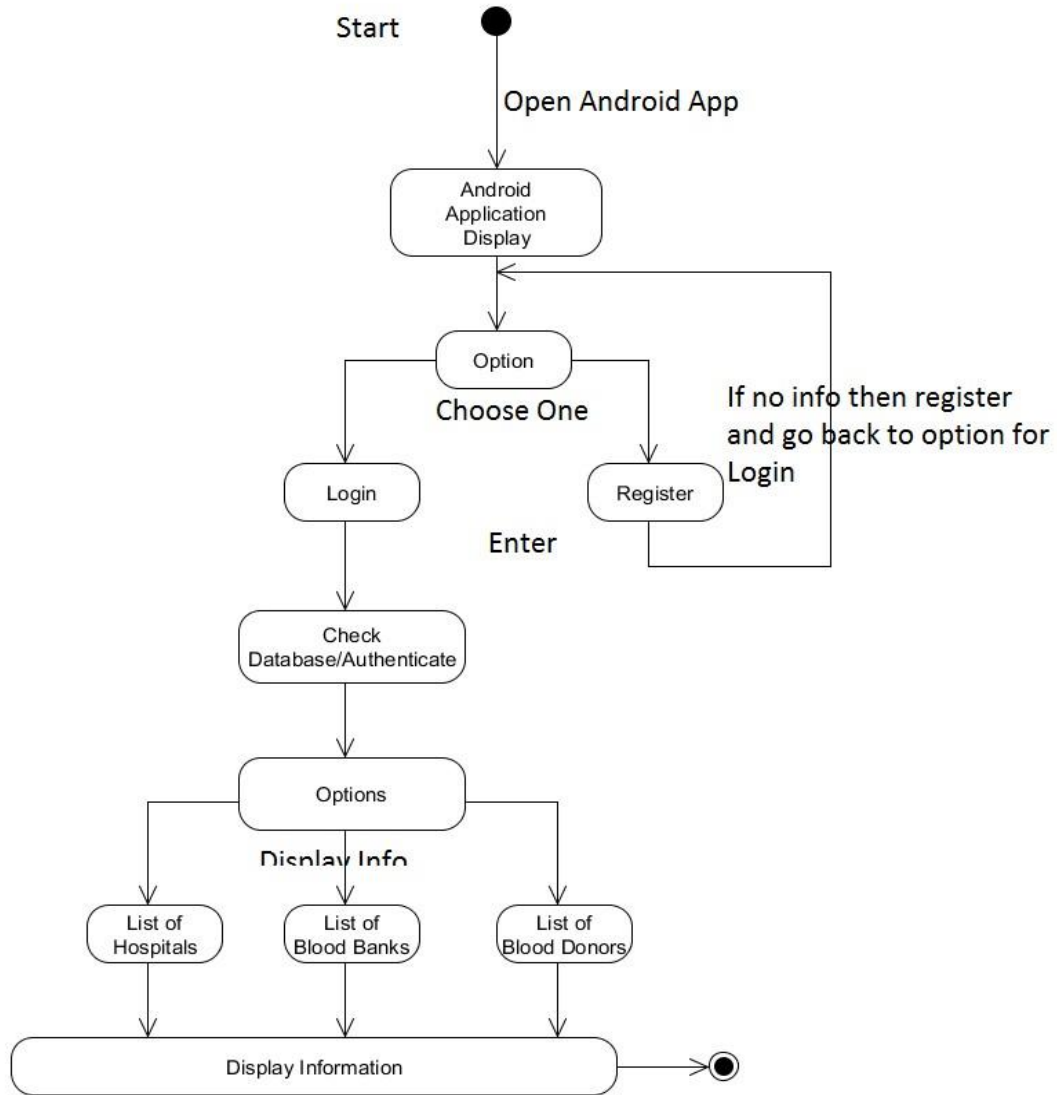 Start
Open Android App
Android
Application
Display
Option
Choose One
If no info then register
and go back to option for
Login
Login
Register
Enter
Check
Database/Authenticate
Options
Display Info
List of
Hospitals
List of
Blood Banks
List of
Blood Donors
Display Information